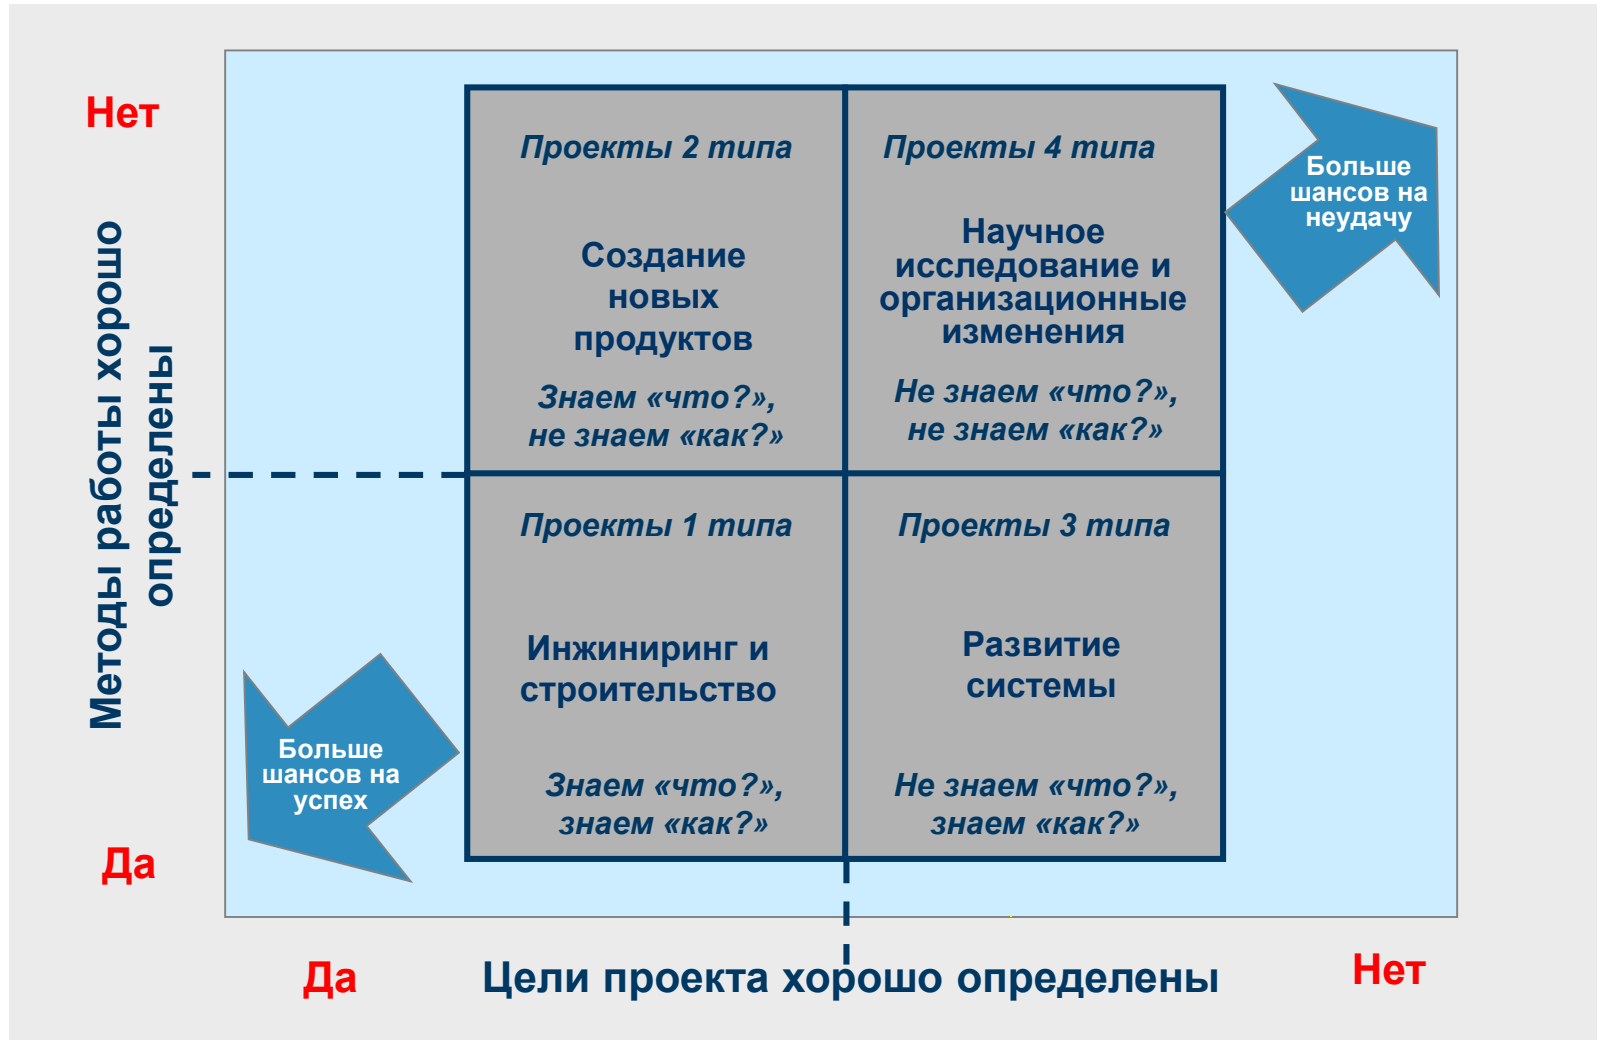 Нет
Методы работы хорошо
определены
Да
Проекты 2 типа
Создание
новых
продуктов
Знаем «что?»,
не знаем «как?»
Проекты 4 типа
Научное
исследование и
организационные
изменения
Не знаем «что?»,
не знаем «как?»
Больше
шансов на
неудачу
Проекты 1 типа
Инжиниринг и
строительство
Знаем «что?»,
знаем «как?»
Проекты 3 типа
Развитие
системы
Не знаем «что?»,
знаем «как?»
Больше
шансов на
успех
Да
Цели проекта хорошо определены
Нет